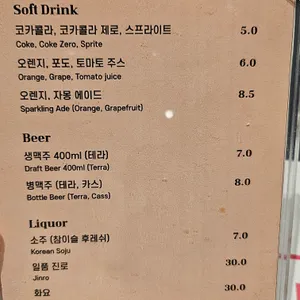 Soft Drink
코카콜라, 코카콜라 제로, 스프라이트 5.0
Coke, Coke Zero, Sprite
오렌지, 포도, 토마토 주스 6.0
Orange, Grape, Tomato juice
오렌지, 자몽 에이드 8.5
Sparkling Ade (Orange, Grapefruit)
Beer
생맥주 400ml (테라) 7.0
Draft Beer 400ml (Terra)
병맥주 (테라, 카스) 8.0
Bottle Beer (Terra, Cass)
Liquor
소주 (참이슬 후레쉬) 7.0
Korean Soju
일품 진로 30.0
Jinro
화요 30.0